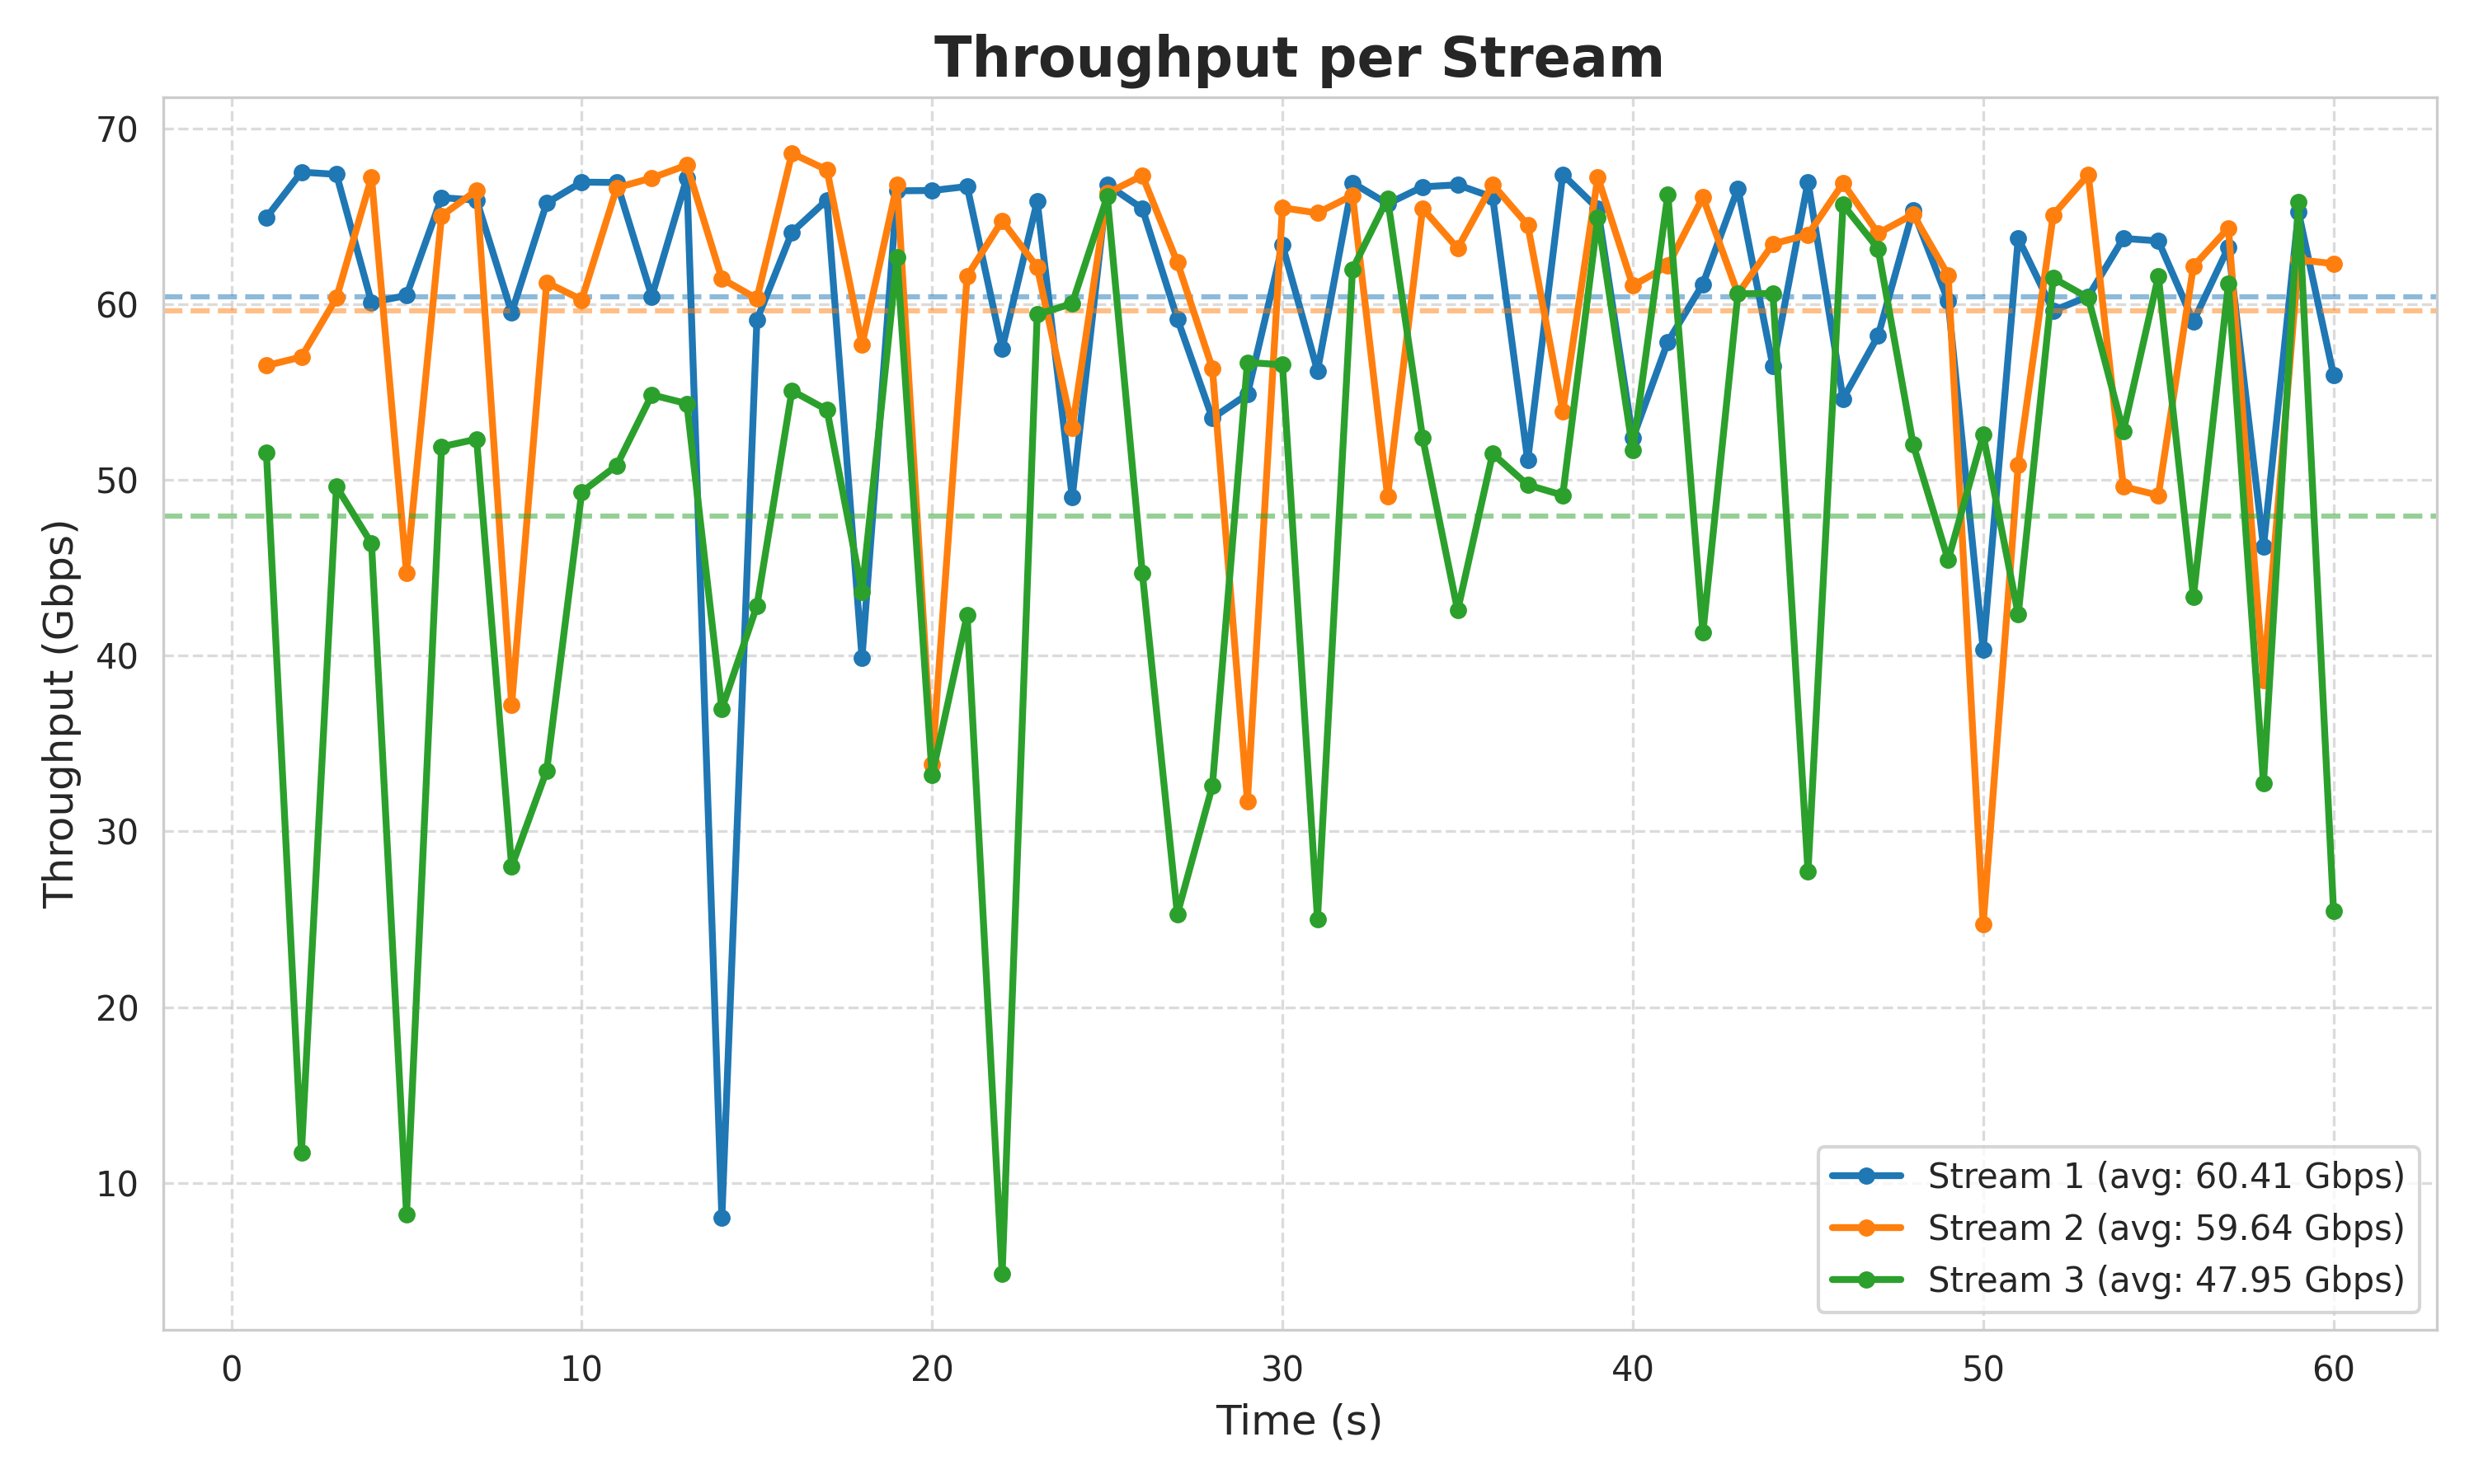 Throughput per Stream
Throughput (Gbps)
70
60
50
40
30
20
10
0
10
20
30
40
50
60
Time (s)
Stream 1 (avg: 60.41 Gbps)
Stream 2 (avg: 59.64 Gbps)
Stream 3 (avg: 47.95 Gbps)